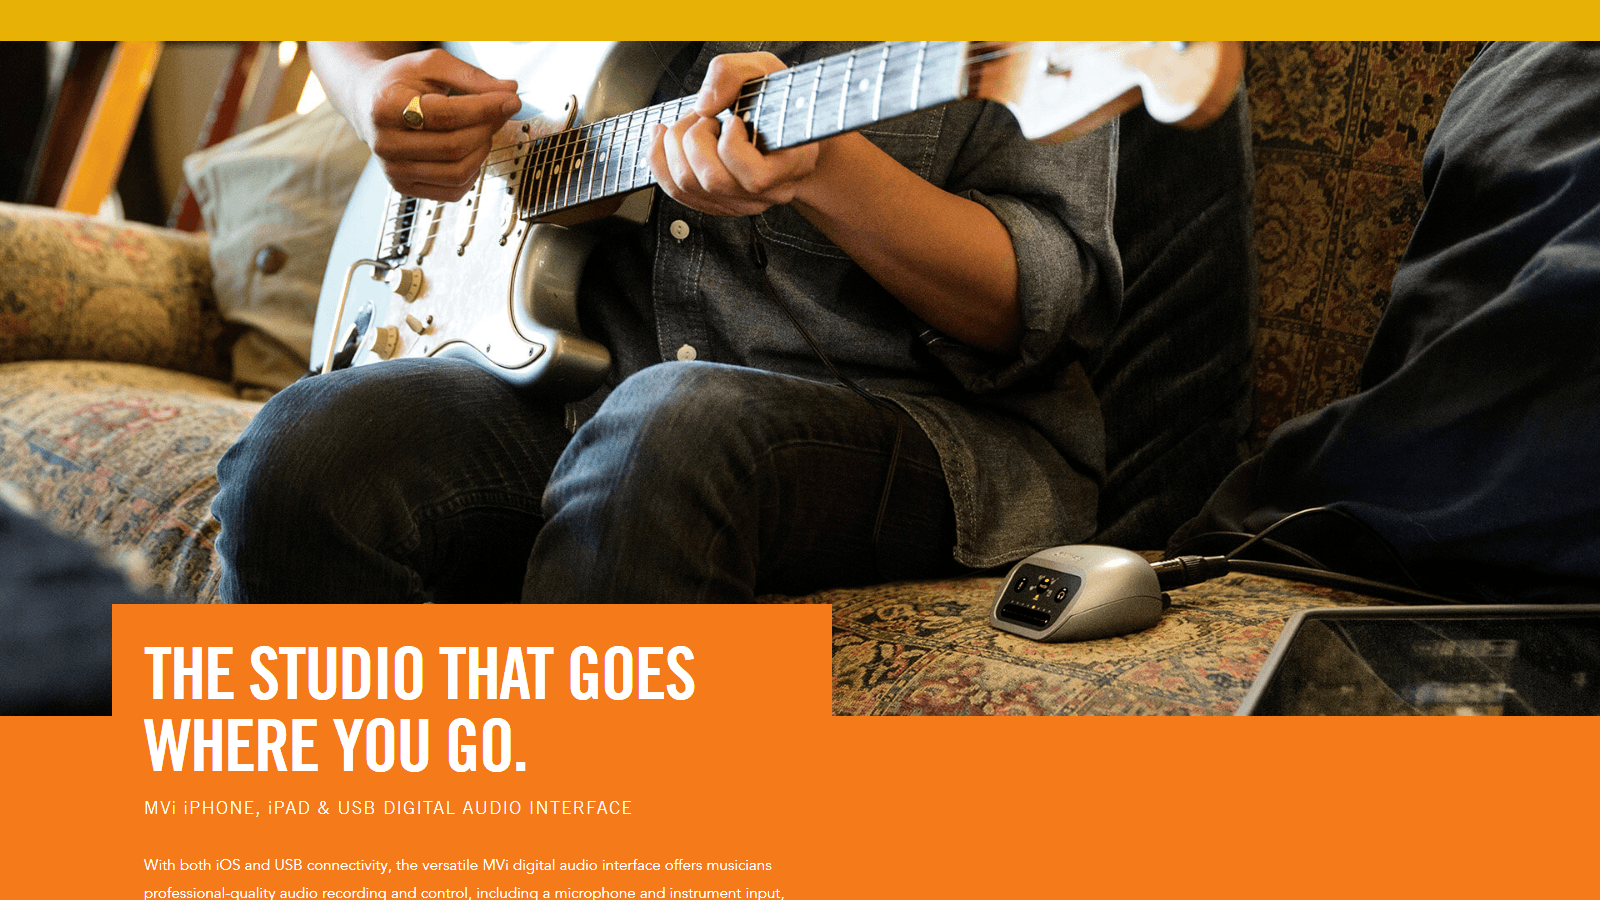 THE STUDIO THAT GOES
WHERE YOU GO.
MVi iPHONE, iPAD & USB DIGITAL AUDIO INTERFACE
With both iOS and USB connectivity, the versatile MVi digital audio interface offers musicians
professional-quality audio recording and control, including a microphone and instrument input,